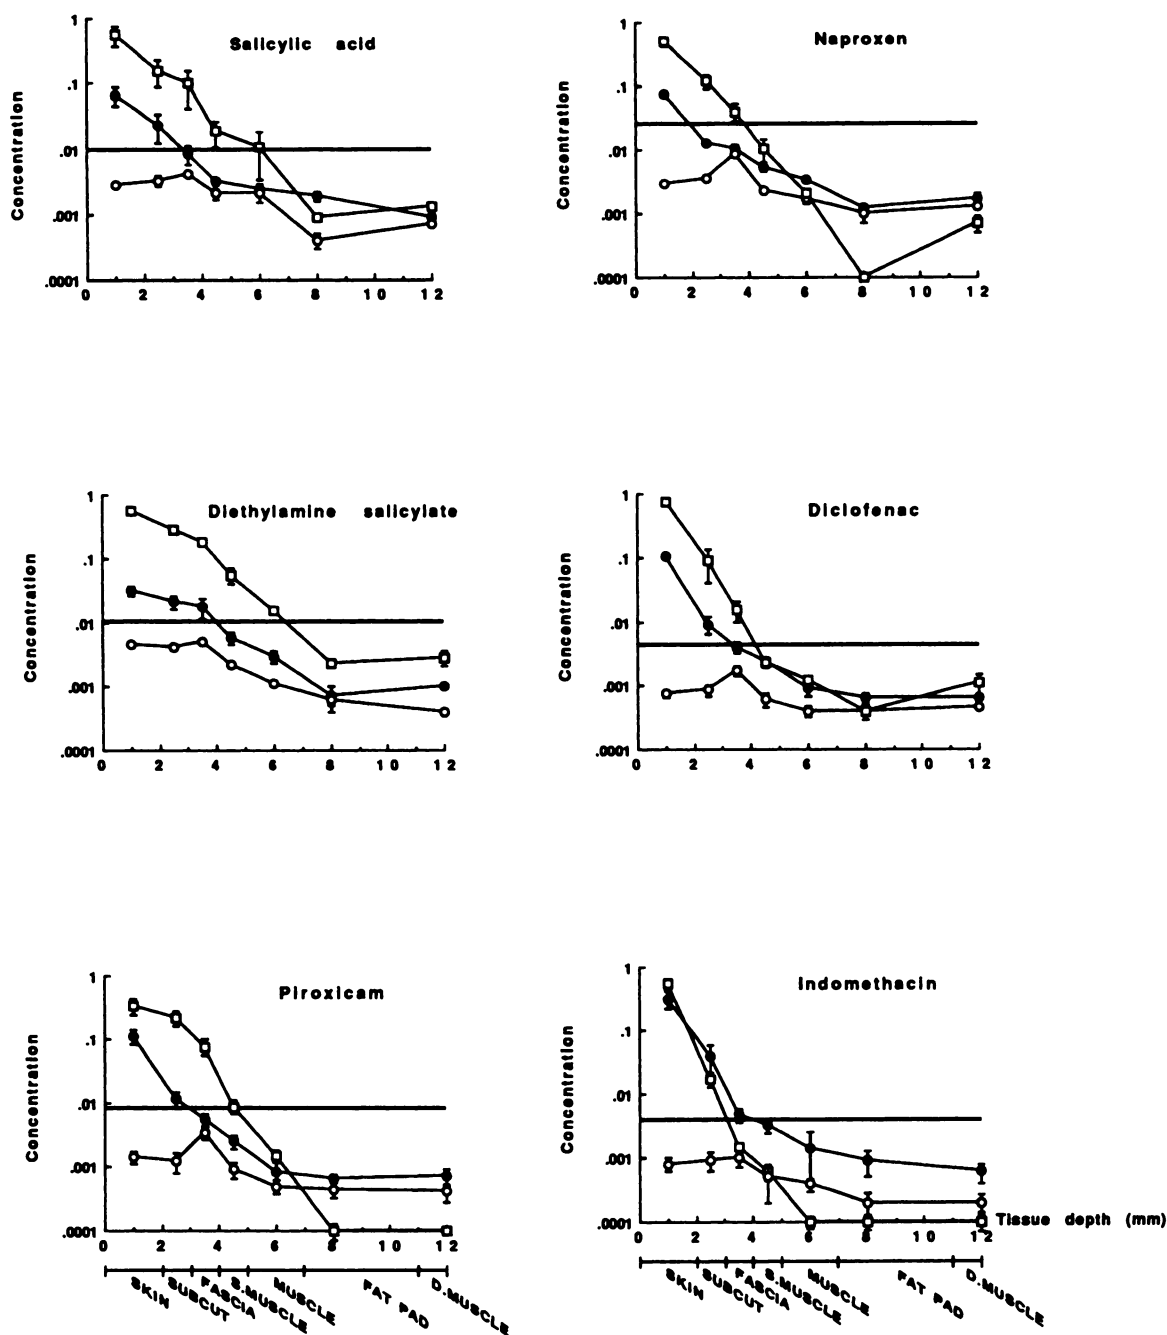 Salicylic acid
Concentration
1
.1
.01
.001
.0001
0 2 4 6 8 10 12
Naproxen
Concentration
1
.1
.01
.001
.0001
0 2 4 6 8 10 12
Diethylamine salicylate
Concentration
1
.1
.01
.001
.0001
0 2 4 6 8 10 12
Diclofenac
Concentration
1
.1
.01
.001
.0001
0 2 4 6 8 10 12
Piroxicam
Concentration
1
.1
.01
.001
.0001
0 2 4 6 8 10 12
SKIN
SUBCUT
FASCIA
S.MUSCLE
MUSCLE
FAT PAD
D.MUSCLE
Indomethacin
Concentration
1
.1
.01
.001
.0001
0 2 4 6 8 10 12
Tissue depth (mm)
SKIN
SUBCUT
FASCIA
S.MUSCLE
MUSCLE
FAT PAD
D.MUSCLE